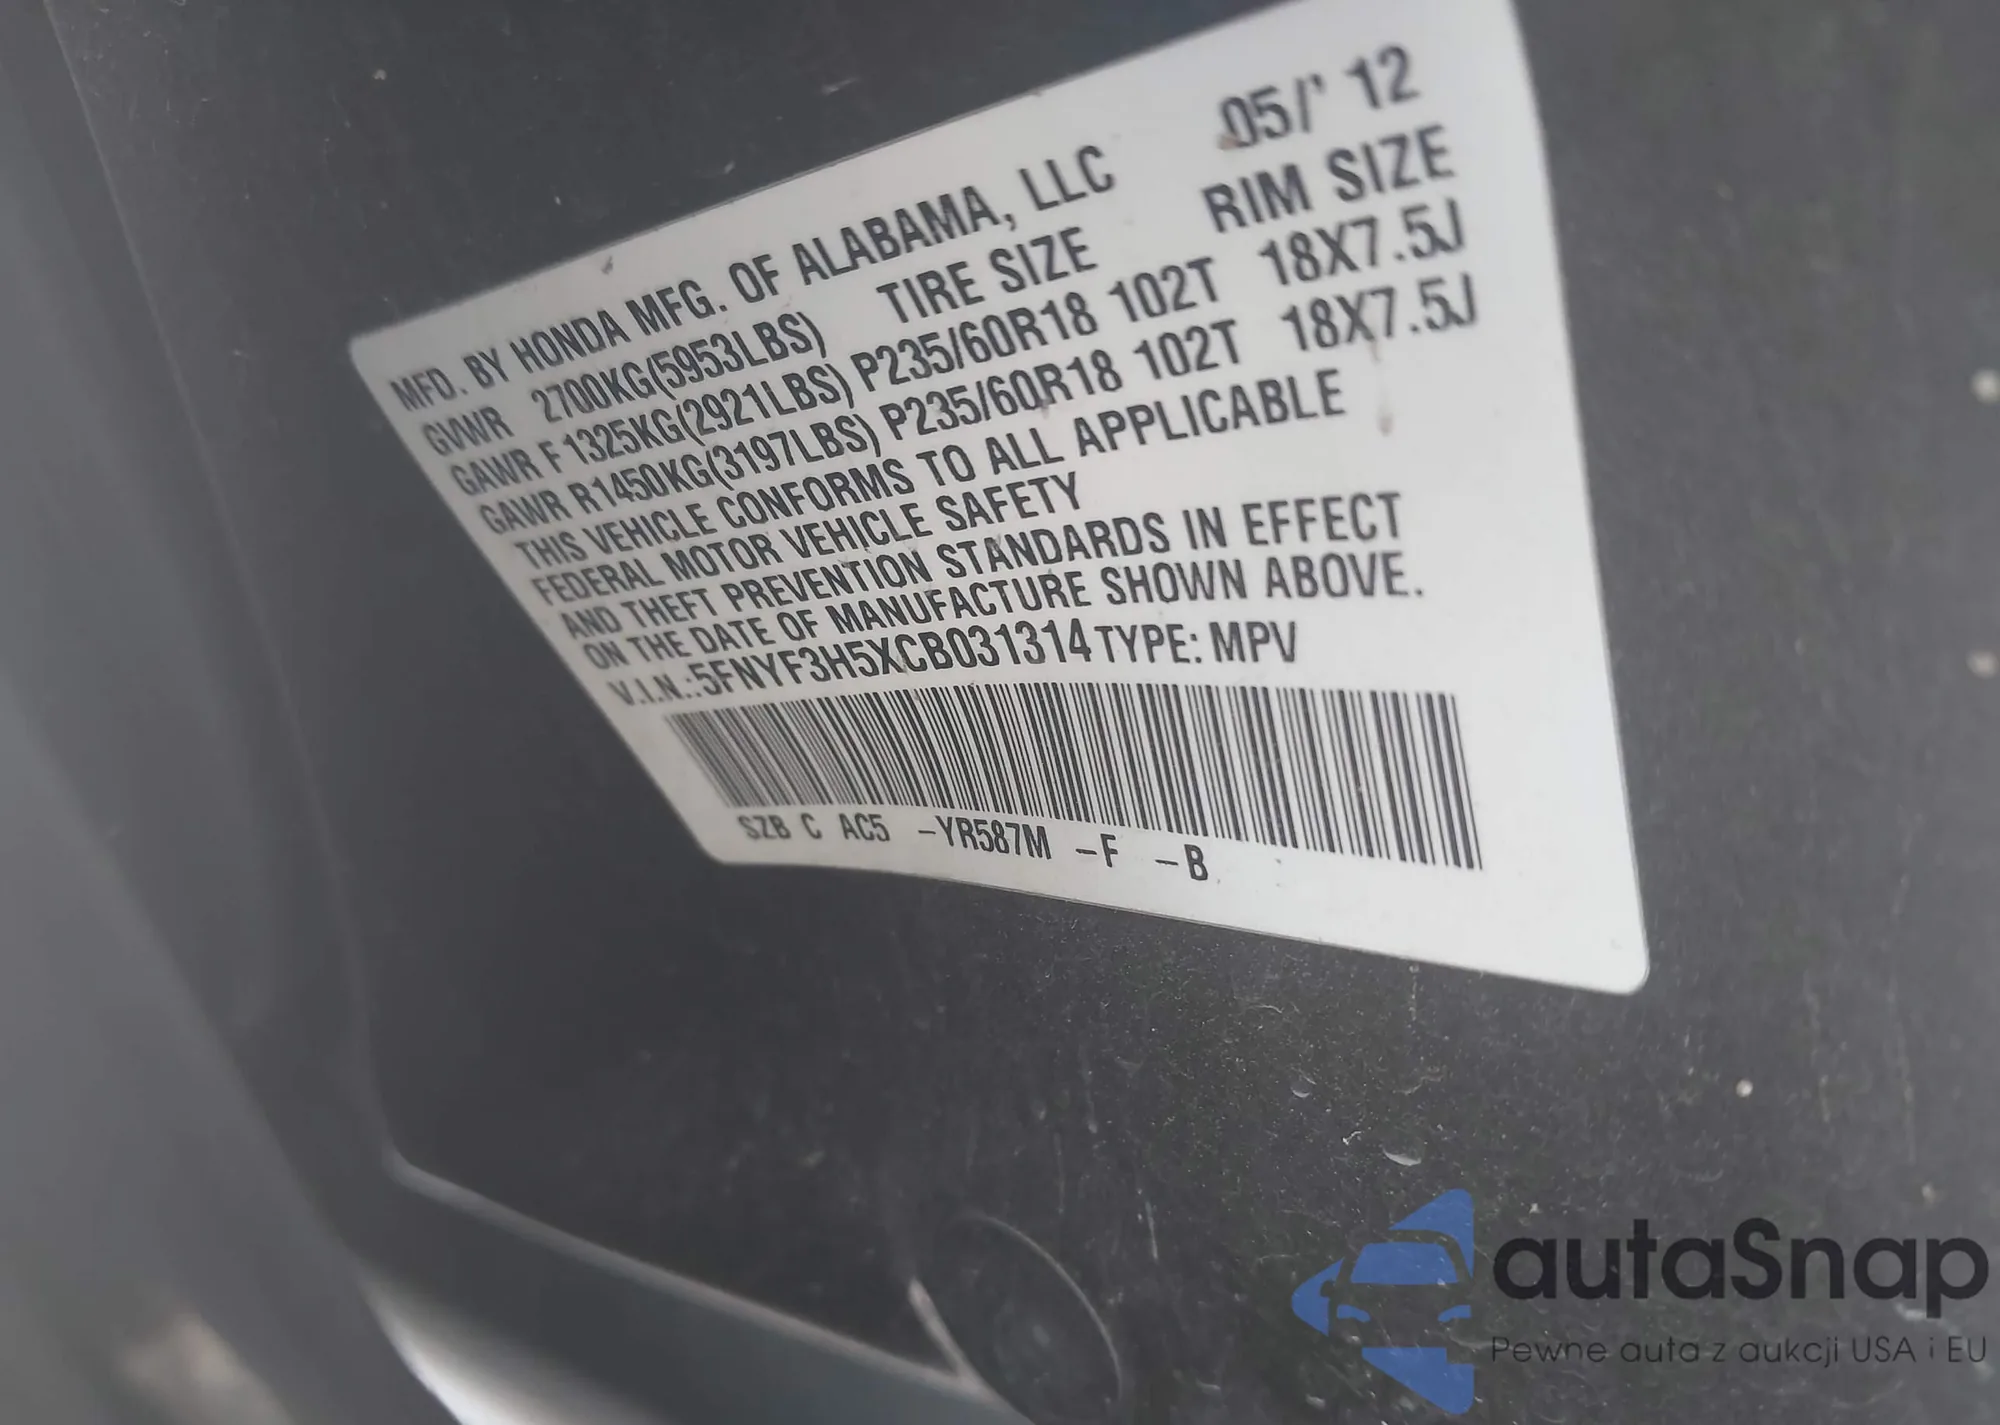 MFD. BY HONDA MFG. OF ALABAMA, LLC 05/' 12
GVWR 2700KG(5953LBS) TIRE SIZE RIM SIZE
GAWR F 1325KG(2921LBS) P235/60R18 102T 18X7.5J
GAWR R1450KG(3197LBS) P235/60R18 102T 18X7.5J
THIS VEHICLE CONFORMS TO ALL APPLICABLE
FEDERAL MOTOR VEHICLE SAFETY
AND THEFT PREVENTION STANDARDS IN EFFECT
ON THE DATE OF MANUFACTURE SHOWN ABOVE.
V.I.N.:5FNYF3H5XCB031314 TYPE: MPV
SZB C AC5 -YR587M -F -B
autaSnap
Pewne auta z aukcji USA i EU